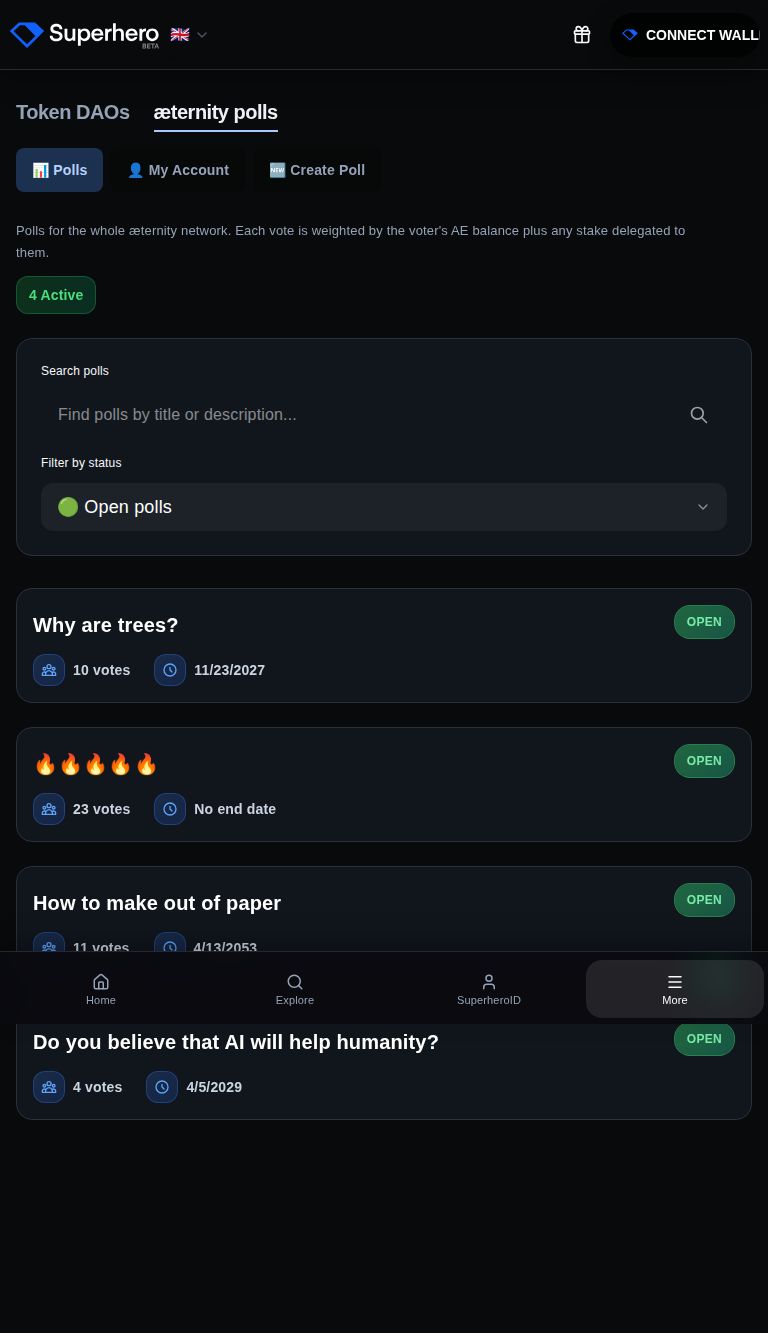 Superhero
BETA
CONNECT WALL
Token DAOs
æternity polls
📊 Polls
👤 My Account
🆕 Create Poll
Polls for the whole æternity network. Each vote is weighted by the voter's AE balance plus any stake delegated to
them.
4 Active
Search polls
Find polls by title or description...
Filter by status
🟢 Open polls
Why are trees?
OPEN
10 votes
11/23/2027
🔥🔥🔥🔥🔥
OPEN
23 votes
No end date
How to make out of paper
OPEN
11 votes
4/13/2053
Home
Explore
SuperheroID
More
Do you believe that AI will help humanity?
OPEN
4 votes
4/5/2029